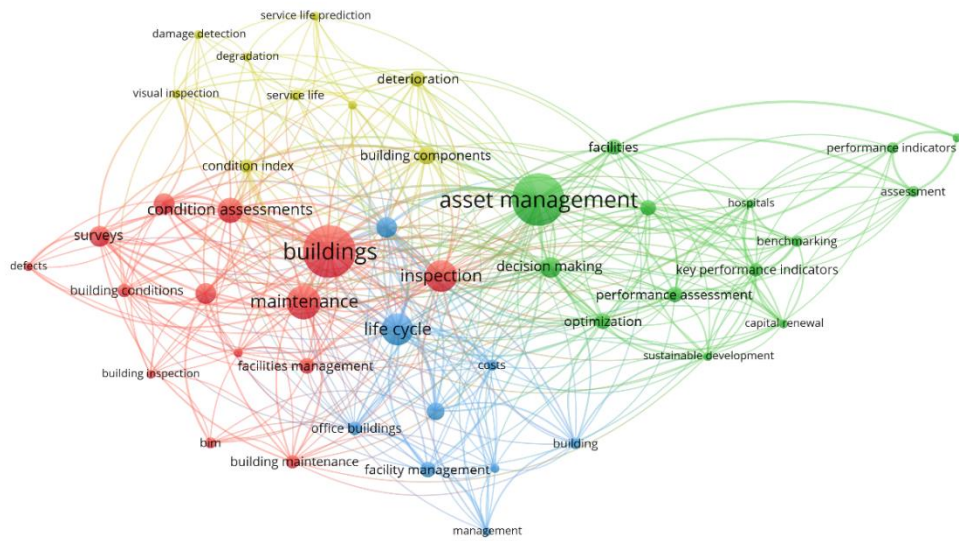 service life prediction
damage detection
degradation
deterioration
visual inspection
service life
facilities
performance indicators
building components
condition index
assessment
asset management
hospitals
condition assessments
surveys
benchmarking
buildings
defects
inspection
decision making
key performance indicators
building conditions
performance assessment
maintenance
life cycle
optimization
capital renewal
sustainable development
facilities management
costs
building inspection
office buildings
bim
building
building maintenance
facility management
management